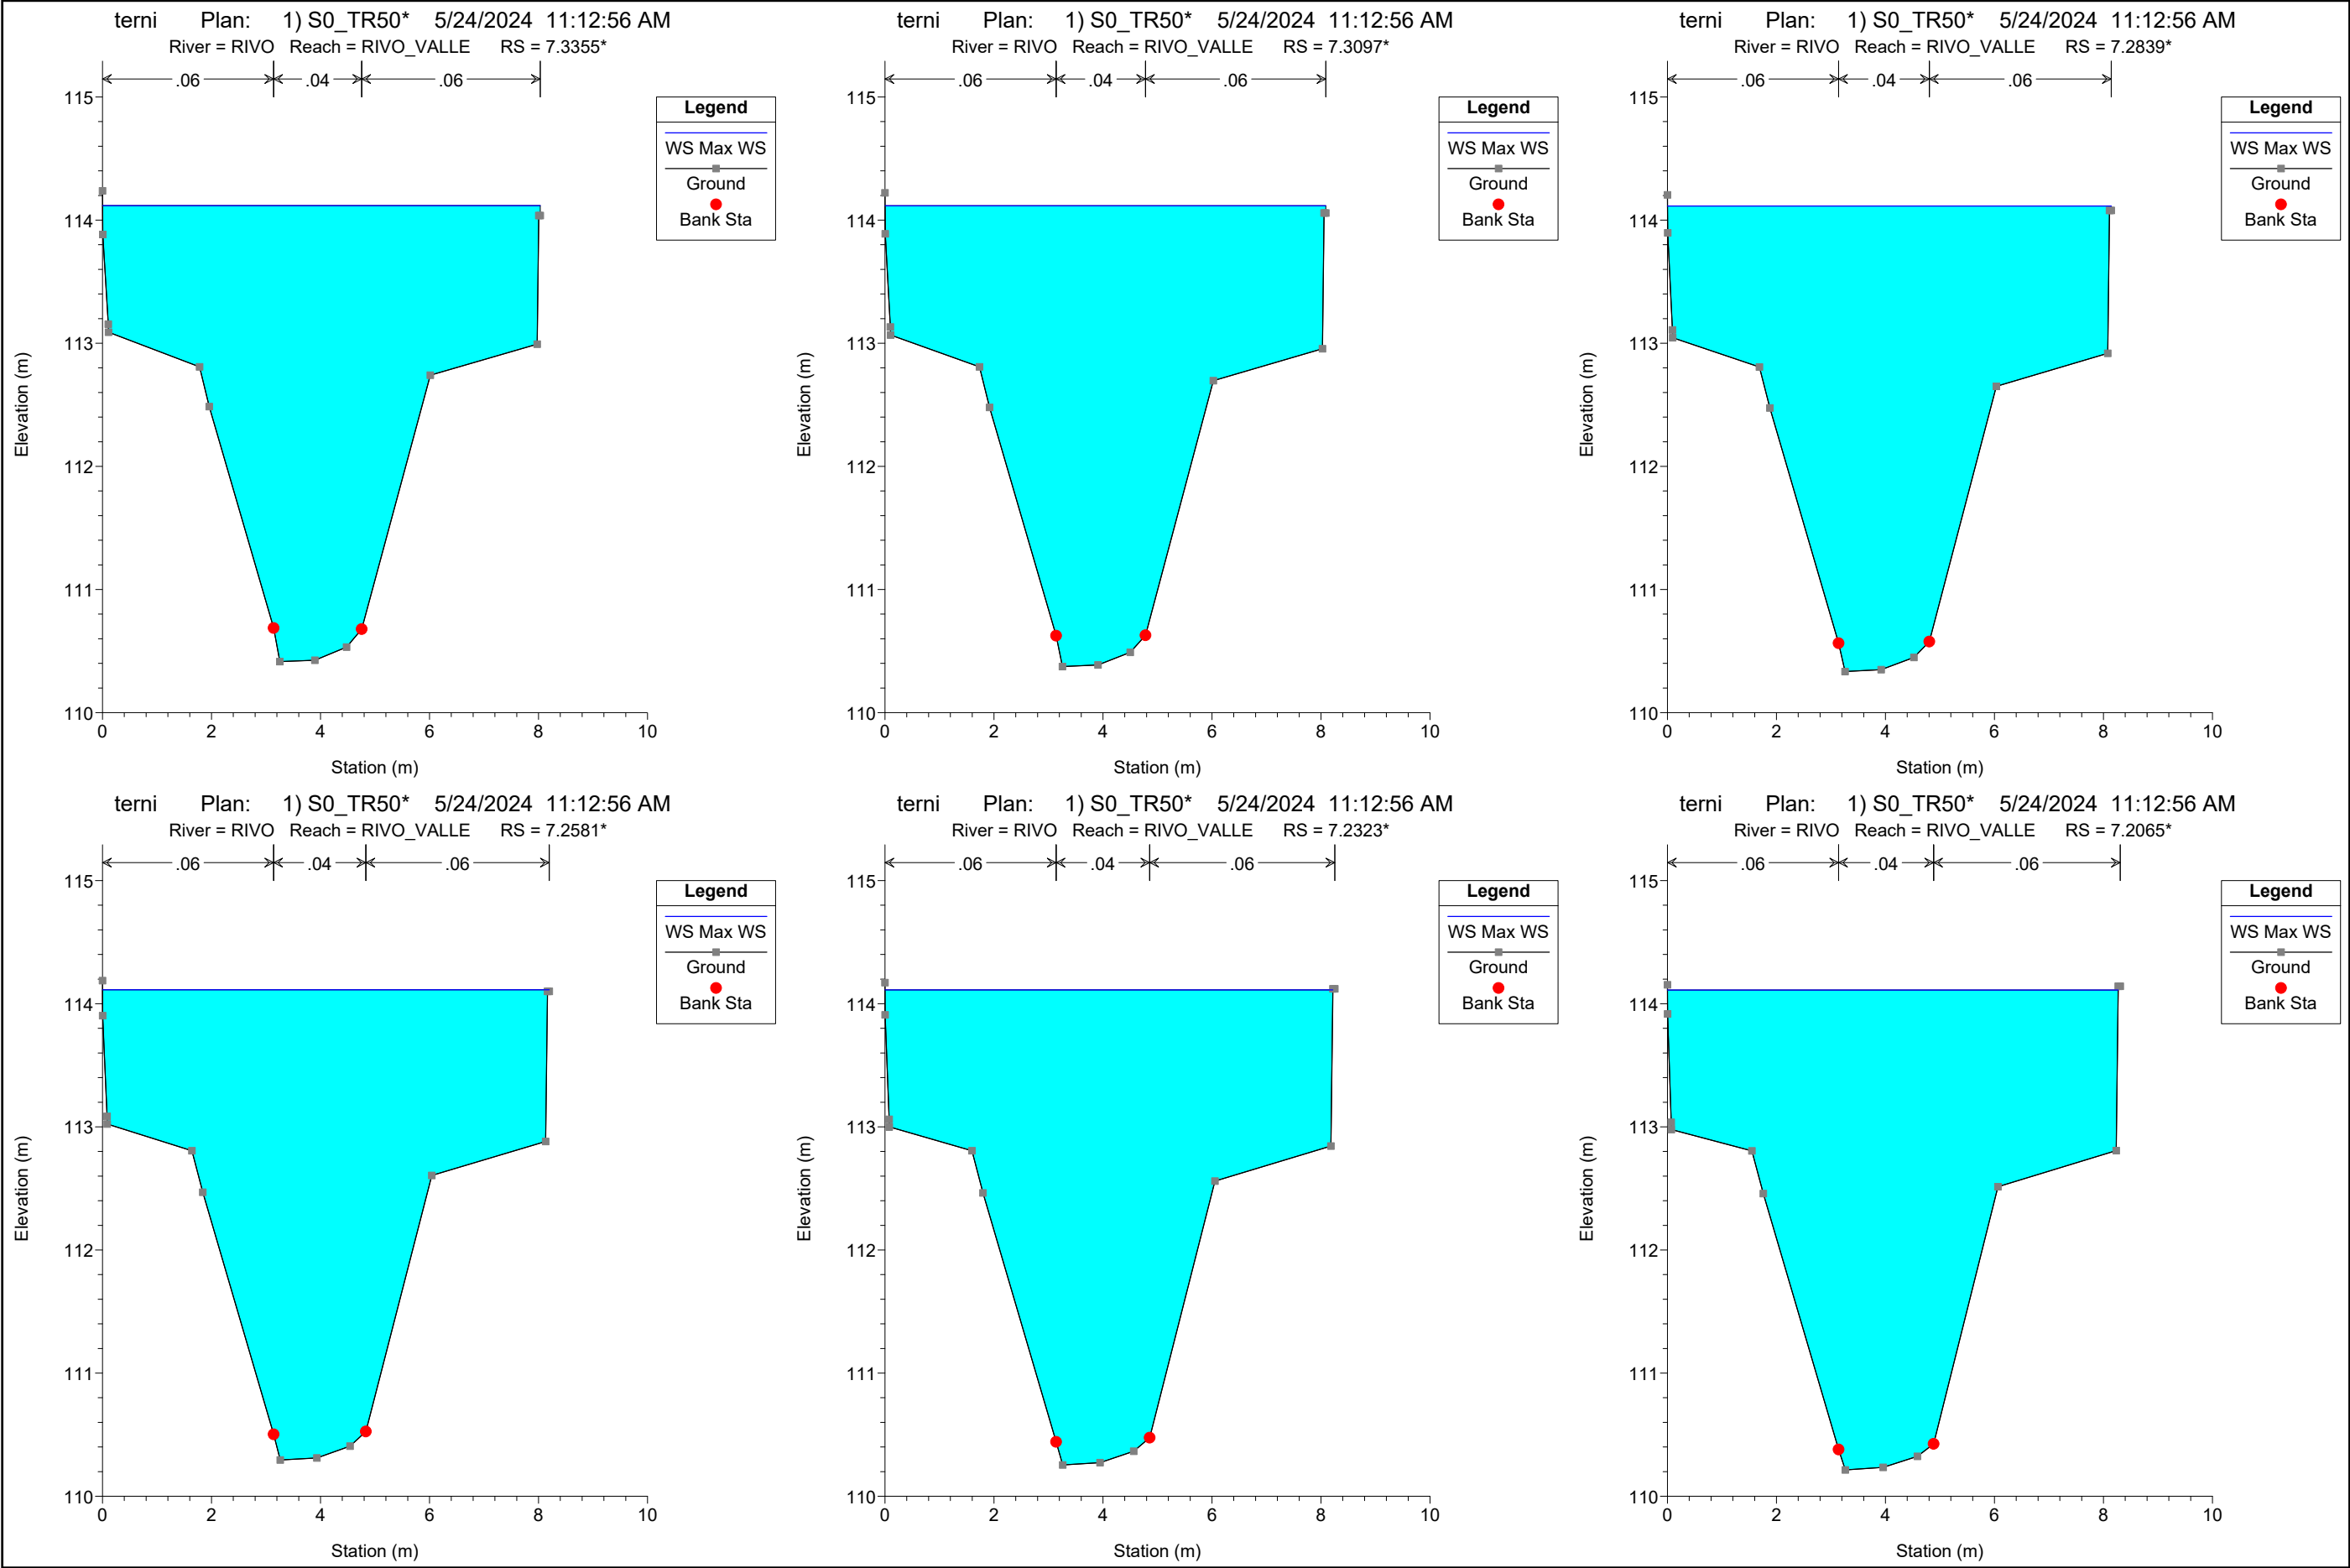 terni Plan: 1) S0_TR50* 5/24/2024 11:12:56 AM
River = RIVO Reach = RIVO_VALLE RS = 7.3355*
.06 .04 .06
115
114
113
112
111
110
0 2 4 6 8 10
Station (m)
Elevation (m)
Legend
WS Max WS
Ground
Bank Sta
terni Plan: 1) S0_TR50* 5/24/2024 11:12:56 AM
River = RIVO Reach = RIVO_VALLE RS = 7.3097*
.06 .04 .06
115
114
113
112
111
110
0 2 4 6 8 10
Station (m)
Elevation (m)
Legend
WS Max WS
Ground
Bank Sta
terni Plan: 1) S0_TR50* 5/24/2024 11:12:56 AM
River = RIVO Reach = RIVO_VALLE RS = 7.2839*
.06 .04 .06
115
114
113
112
111
110
0 2 4 6 8 10
Station (m)
Elevation (m)
Legend
WS Max WS
Ground
Bank Sta
terni Plan: 1) S0_TR50* 5/24/2024 11:12:56 AM
River = RIVO Reach = RIVO_VALLE RS = 7.2581*
.06 .04 .06
115
114
113
112
111
110
0 2 4 6 8 10
Station (m)
Elevation (m)
Legend
WS Max WS
Ground
Bank Sta
terni Plan: 1) S0_TR50* 5/24/2024 11:12:56 AM
River = RIVO Reach = RIVO_VALLE RS = 7.2323*
.06 .04 .06
115
114
113
112
111
110
0 2 4 6 8 10
Station (m)
Elevation (m)
Legend
WS Max WS
Ground
Bank Sta
terni Plan: 1) S0_TR50* 5/24/2024 11:12:56 AM
River = RIVO Reach = RIVO_VALLE RS = 7.2065*
.06 .04 .06
115
114
113
112
111
110
0 2 4 6 8 10
Station (m)
Elevation (m)
Legend
WS Max WS
Ground
Bank Sta